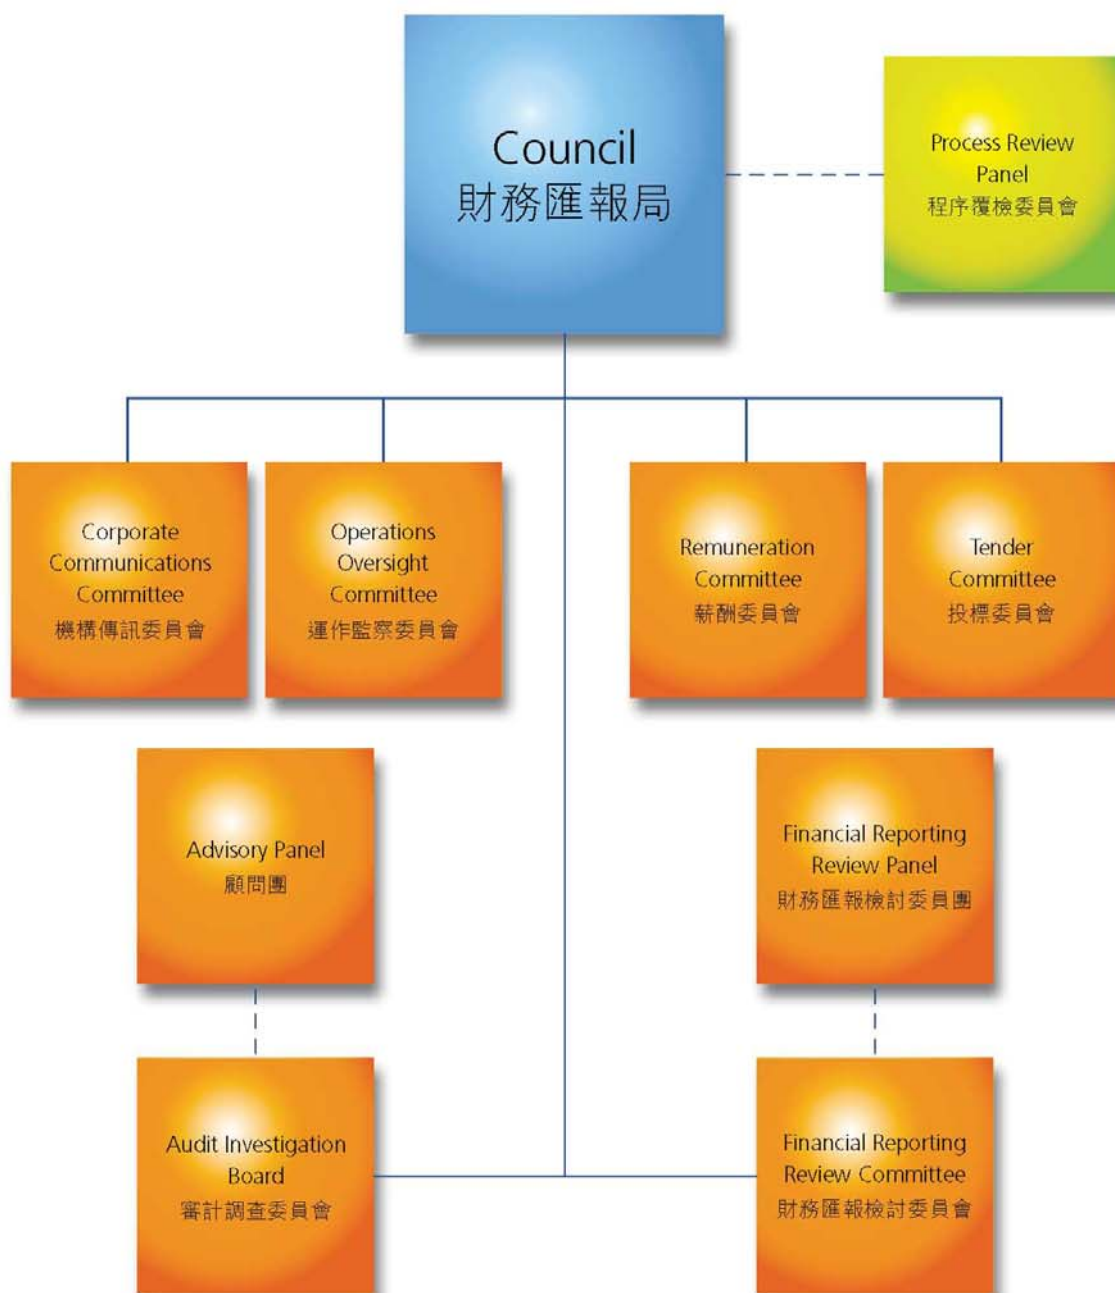 Council
財務匯報局
Process Review
Panel
程序覆檢委員會
Corporate
Communications
Committee
機構傳訊委員會
Operations
Oversight
Committee
運作監察委員會
Remuneration
Committee
薪酬委員會
Tender
Committee
投標委員會
Advisory Panel
顧問團
Financial Reporting
Review Panel
財務匯報檢討委員團
Audit Investigation
Board
審計調查委員會
Financial Reporting
Review Committee
財務匯報檢討委員會